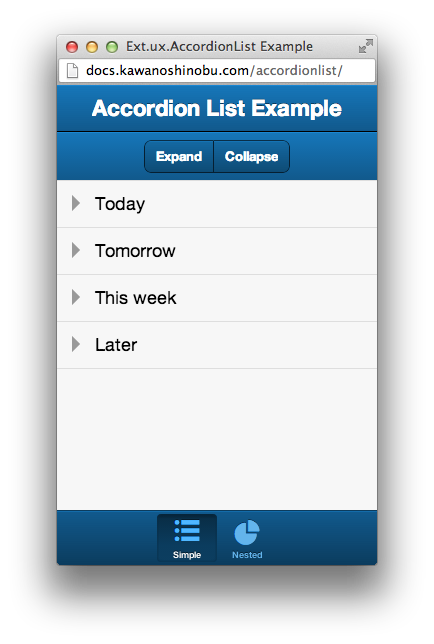 Ext.ux.AccordionList Example
docs.kawanoshinobu.com/accordionlist/
Accordion List Example
Expand Collapse
Today
Tomorrow
This week
Later
Simple Nested